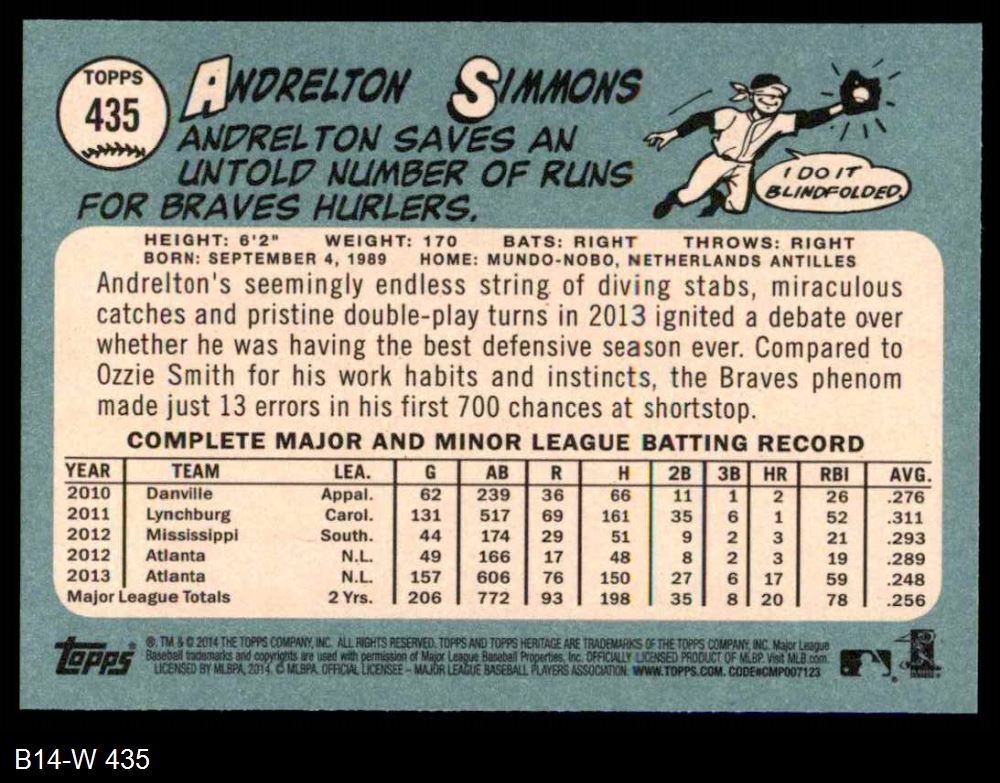 TOPPS
435
ANDRELTON SIMMONS
ANDRELTON SAVES AN
UNTOLD NUMBER OF RUNS
FOR BRAVES HURLERS.
I DO IT
BLINDFOLDED.
HEIGHT: 6'2" WEIGHT: 170 BATS: RIGHT THROWS: RIGHT
BORN: SEPTEMBER 4, 1989 HOME: MUNDO-NOBO, NETHERLANDS ANTILLES
Andrelton's seemingly endless string of diving stabs, miraculous
catches and pristine double-play turns in 2013 ignited a debate over
whether he was having the best defensive season ever. Compared to
Ozzie Smith for his work habits and instincts, the Braves phenom
made just 13 errors in his first 700 chances at shortstop.
COMPLETE MAJOR AND MINOR LEAGUE BATTING RECORD
YEAR TEAM LEA. G AB R H 2B 3B HR RBI AVG.
2010 Danville Appal. 62 239 36 66 11 1 2 26 .276
2011 Lynchburg Carol. 131 517 69 161 35 6 1 52 .311
2012 Mississippi South. 44 174 29 51 9 2 3 21 .293
2012 Atlanta N.L. 49 166 17 48 8 2 3 19 .289
2013 Atlanta N.L. 157 606 76 150 27 6 17 59 .248
Major League Totals 2 Yrs. 206 772 93 198 35 8 20 78 .256
Topps ®, TM & © 2014 THE TOPPS COMPANY, INC. ALL RIGHTS RESERVED. TOPPS AND TOPPS HERITAGE ARE TRADEMARKS OF THE TOPPS COMPANY, INC. Major League
Baseball trademarks and copyrights are used with permission of Major League Baseball Properties, Inc. OFFICIALLY LICENSED PRODUCT OF MLBP. Visit MLB.com.
LICENSED BY MLBPA, 2014. © MLBPA. OFFICIAL LICENSEE – MAJOR LEAGUE BASEBALL PLAYERS ASSOCIATION. WWW.TOPPS.COM. CODE#CMP007123
B14-W 435